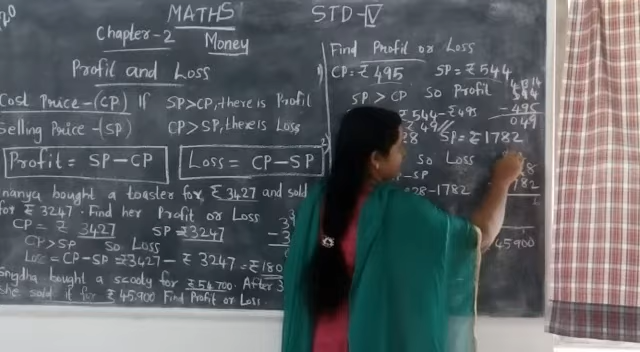 MATHS STD-V
Chapter-2
Money
Profit and Loss
Cost Price-(CP) If SP>CP, there is Profit
Selling Price-(SP) CP>SP, there is Loss
Profit = SP-CP
Loss = CP-SP
bought a toaster for ₹ 3427 and sold
for ₹ 3247. Find her Profit or Loss
CP = ₹ 3427 SP = ₹3247
CP>SP So Loss
Loss = CP-SP = ₹3427- ₹ 3247 = ₹180
bought a scooty for ₹54700. After
she sold it for ₹ 45900 Find Profit or Loss.
Find Profit or Loss
1) CP = ₹495 SP = ₹544
SP > CP So Profit
₹544-₹495
₹49
SP = ₹1782
So Loss
-SP
-1782
- 495
049
45900